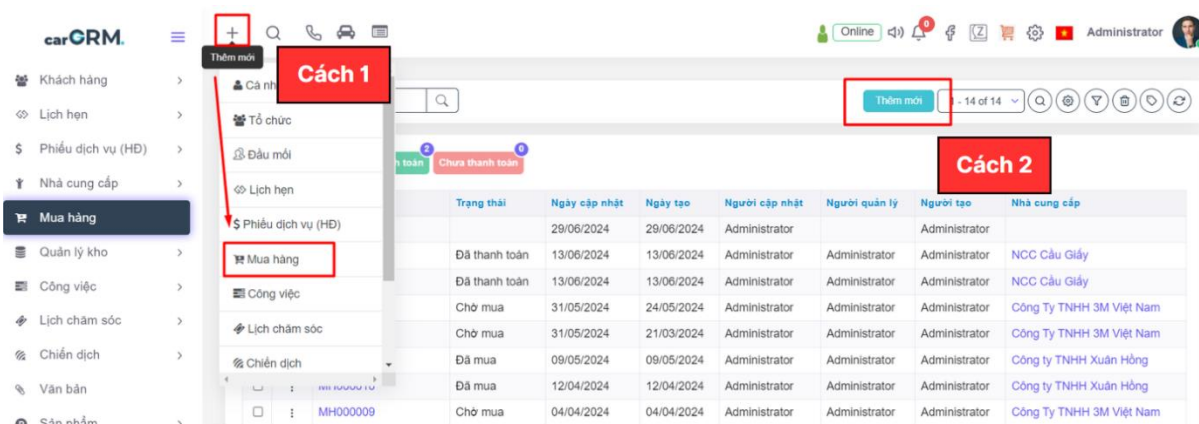 carGRM.
Thêm mới
Cách 1
Online
0
Z
Administrator
Khách hàng
Lịch hẹn
Phiếu dịch vụ (HĐ)
Nhà cung cấp
Mua hàng
Quản lý kho
Công việc
Lịch chăm sóc
Chiến dịch
Văn bản
Sản phẩm
Cá nh
Tổ chức
Đầu mối
Lịch hẹn
$ Phiếu dịch vụ (HĐ)
Mua hàng
Công việc
Lịch chăm sóc
Chiến dịch
Thêm mới
- 14 of 14
Cách 2
h toán 2
Chưa thanh toán 0
Trạng thái Ngày cập nhật Ngày tạo Người cập nhật Người quản lý Người tạo Nhà cung cấp
29/06/2024 29/06/2024 Administrator Administrator
Đã thanh toán 13/06/2024 13/06/2024 Administrator Administrator Administrator NCC Cầu Giấy
Đã thanh toán 13/06/2024 13/06/2024 Administrator Administrator Administrator NCC Cầu Giấy
Chờ mua 31/05/2024 24/05/2024 Administrator Administrator Administrator Công Ty TNHH 3M Việt Nam
Chờ mua 31/05/2024 21/03/2024 Administrator Administrator Administrator Công Ty TNHH 3M Việt Nam
Đã mua 09/05/2024 09/05/2024 Administrator Administrator Administrator Công ty TNHH Xuân Hồng
MH000010 Đã mua 12/04/2024 12/04/2024 Administrator Administrator Administrator Công ty TNHH Xuân Hồng
MH000009 Chờ mua 04/04/2024 04/04/2024 Administrator Administrator Administrator Công Ty TNHH 3M Việt Nam